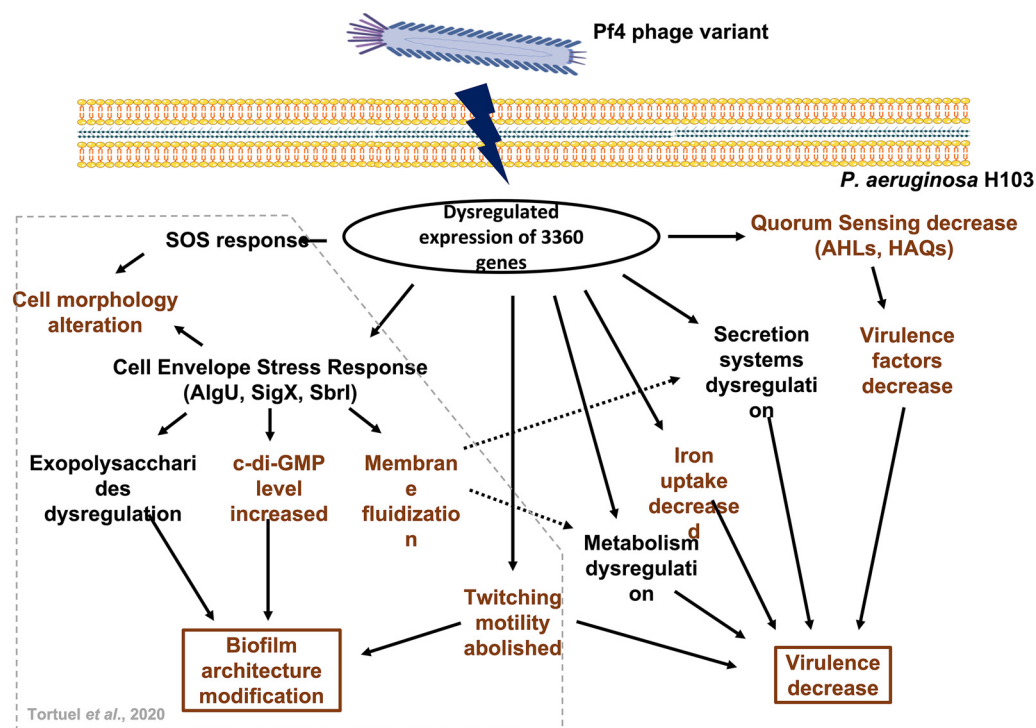 Pf4 phage variant
P. aeruginosa H103
Dysregulated
expression of 3360
genes
SOS response
Quorum Sensing decrease
(AHLs, HAQs)
Cell morphology
alteration
Secretion
systems
dysregulati
on
Virulence
factors
decrease
Cell Envelope Stress Response
(AlgU, SigX, SbrI)
Exopolysacchari
des
dysregulation
c-di-GMP
level
increased
Membran
e
fluidizatio
n
Iron
uptake
decrease
d
Metabolism
dysregulati
on
Twitching
motility
abolished
Biofilm
architecture
modification
Virulence
decrease
Tortuel et al., 2020